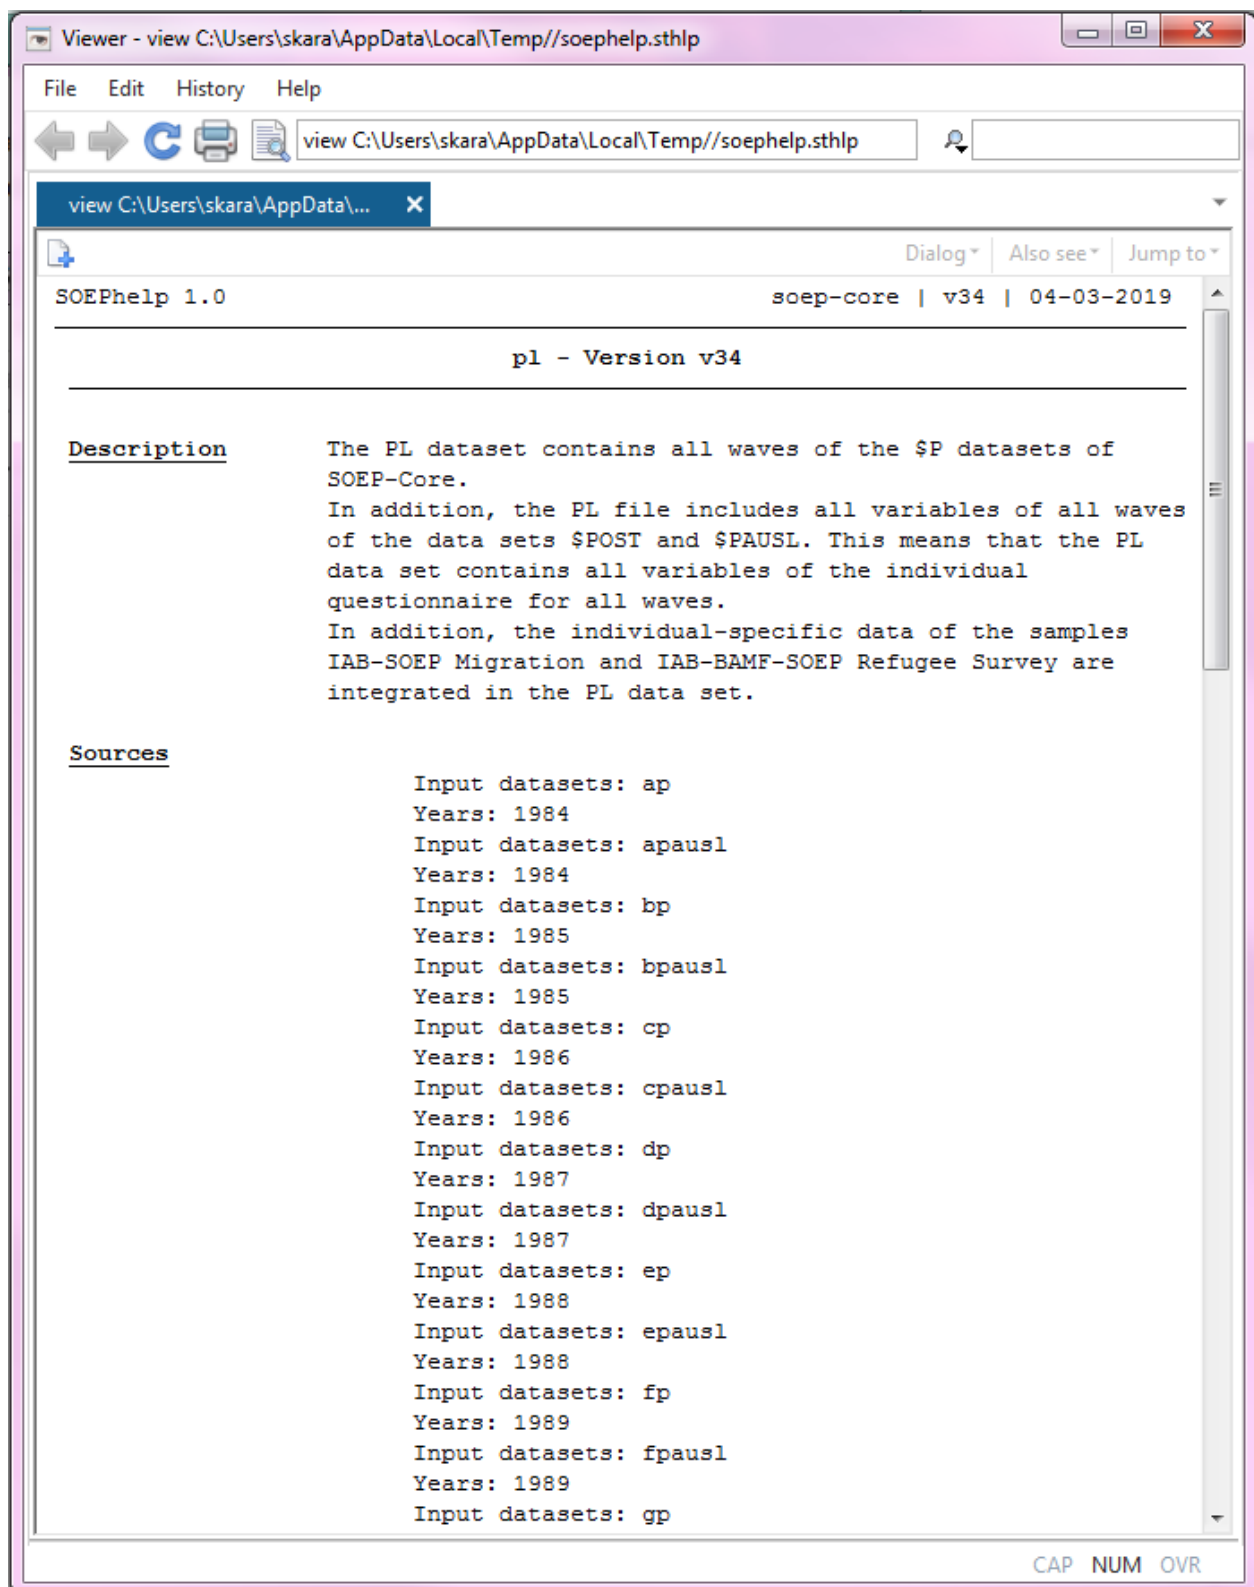 Viewer - view C:\Users\skara\AppData\Local\Temp//soephelp.sthlp
File Edit History Help
view C:\Users\skara\AppData\Local\Temp//soephelp.sthlp
view C:\Users\skara\AppData\...
Dialog Also see Jump to
SOEPhelp 1.0 soep-core | v34 | 04-03-2019
pl - Version v34
Description The PL dataset contains all waves of the $P datasets of
SOEP-Core.
In addition, the PL file includes all variables of all waves
of the data sets $POST and $PAUSL. This means that the PL
data set contains all variables of the individual
questionnaire for all waves.
In addition, the individual-specific data of the samples
IAB-SOEP Migration and IAB-BAMF-SOEP Refugee Survey are
integrated in the PL data set.
Sources
Input datasets: ap
Years: 1984
Input datasets: apausl
Years: 1984
Input datasets: bp
Years: 1985
Input datasets: bpausl
Years: 1985
Input datasets: cp
Years: 1986
Input datasets: cpausl
Years: 1986
Input datasets: dp
Years: 1987
Input datasets: dpausl
Years: 1987
Input datasets: ep
Years: 1988
Input datasets: epausl
Years: 1988
Input datasets: fp
Years: 1989
Input datasets: fpausl
Years: 1989
Input datasets: gp
CAP NUM OVR